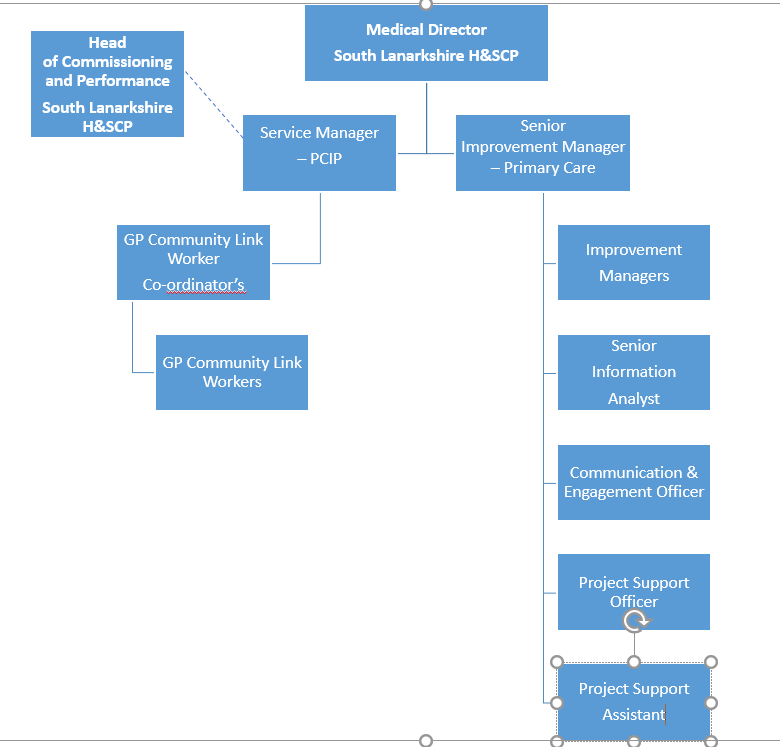 Medical Director
South Lanarkshire H&SCP
Head
of Commissioning
and Performance
South Lanarkshire
H&SCP
Service Manager
– PCIP
Senior
Improvement Manager
– Primary Care
GP Community Link
Worker
Co-ordinator's
GP Community Link
Workers
Improvement
Managers
Senior
Information
Analyst
Communication &
Engagement Officer
Project Support
Officer
Project Support
Assistant